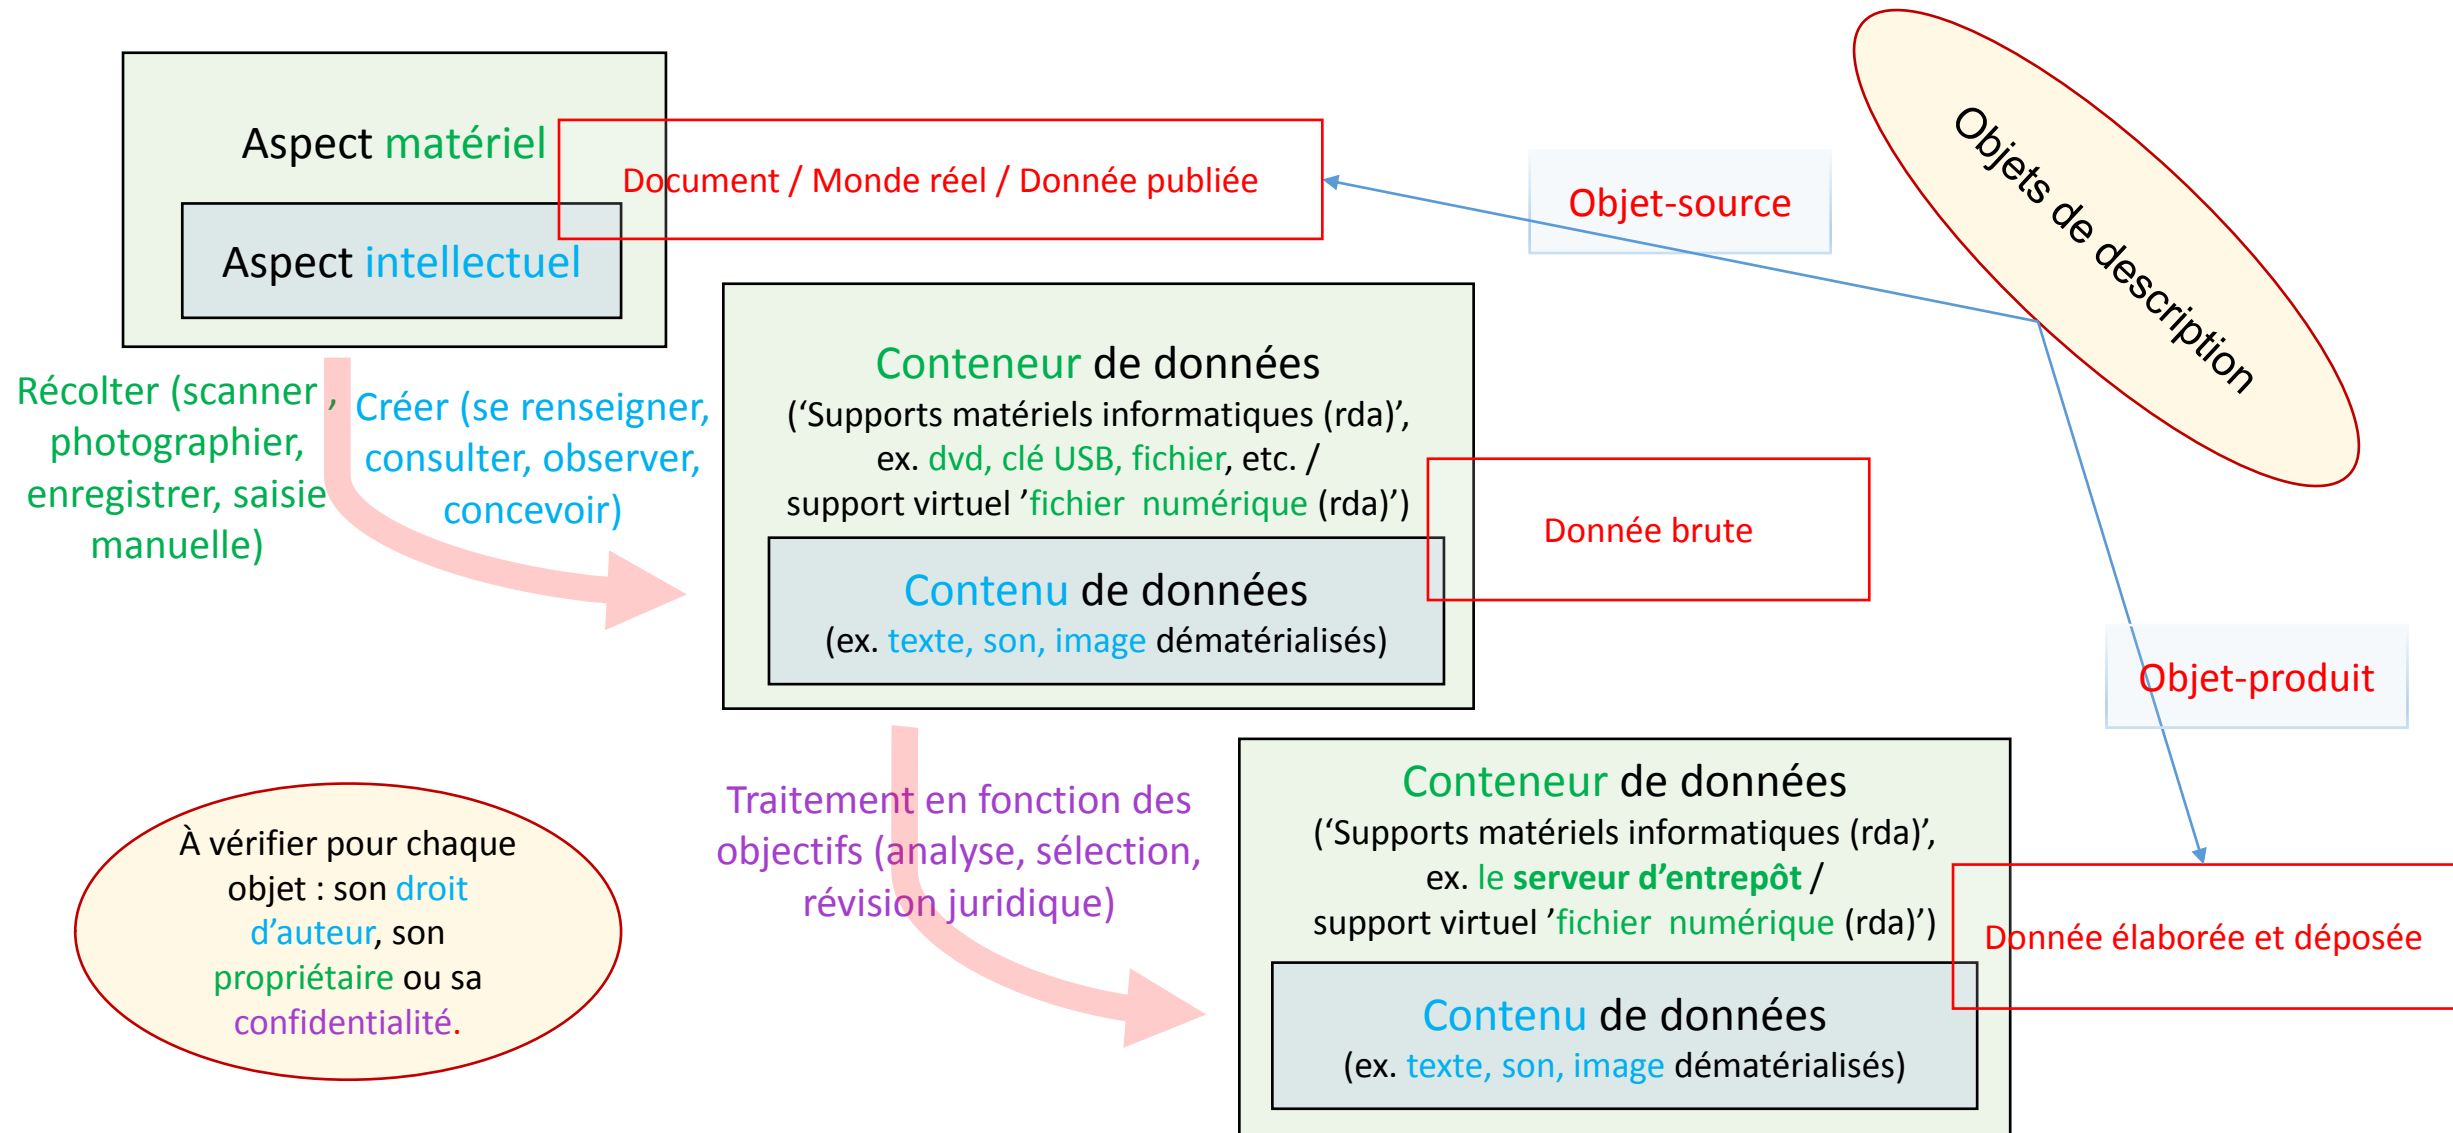 Aspect matériel
Aspect intellectuel
Document / Monde réel / Donnée publiée
Objet-source
Objets de description
Récolter (scanner ,
photographier,
enregistrer, saisie
manuelle)
Créer (se renseigner,
consulter, observer,
concevoir)
Conteneur de données
(‘Supports matériels informatiques (rda)’,
ex. dvd, clé USB, fichier, etc. /
support virtuel ’fichier  numérique (rda)’)
Contenu de données
(ex. texte, son, image dématérialisés)
Donnée brute
Objet-produit
Traitement en fonction des
objectifs (analyse, sélection,
révision juridique)
À vérifier pour chaque
objet : son droit
d’auteur, son
propriétaire ou sa
confidentialité.
Conteneur de données
(‘Supports matériels informatiques (rda)’,
ex. le serveur d’entrepôt /
support virtuel ’fichier  numérique (rda)’)
Contenu de données
(ex. texte, son, image dématérialisés)
Donnée élaborée et déposée